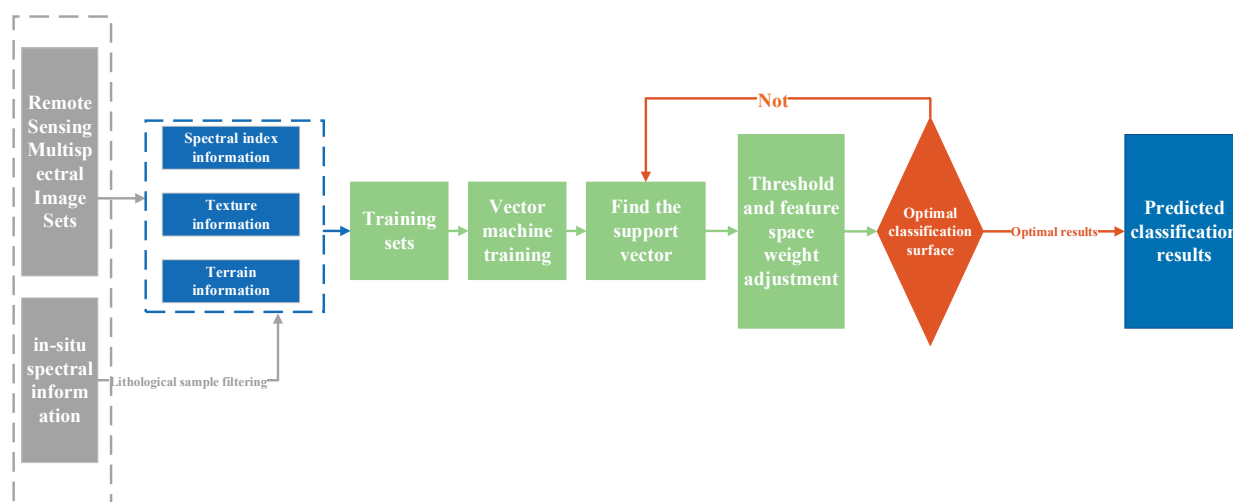 Remote
Sensing
Multisp
ectral
Image
Sets
in-situ
spectral
inform
ation
Lithological sample filtering
Spectral index
information
Texture
information
Terrain
information
Training
sets
Vector
machine
training
Find the
support
vector
Threshold
and feature
space
weight
adjustment
Not
Optimal
classification
surface
Optimal results
Predicted
classification
results